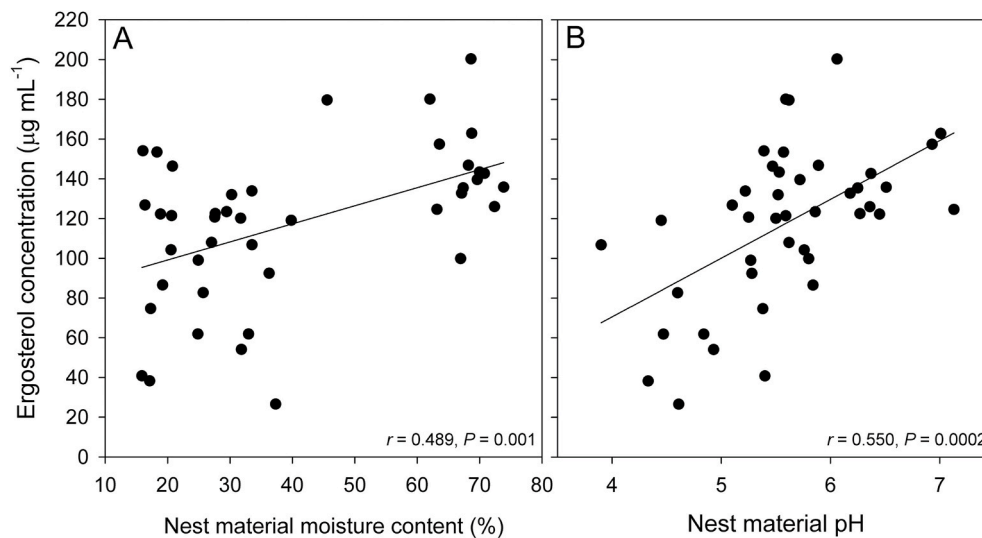 A
B
Ergosterol concentration (µg mL⁻¹)
220
200
180
160
140
120
100
80
60
40
20
0
r = 0.489, P = 0.001
r = 0.550, P = 0.0002
10 20 30 40 50 60 70 80
4 5 6 7
Nest material moisture content (%)
Nest material pH